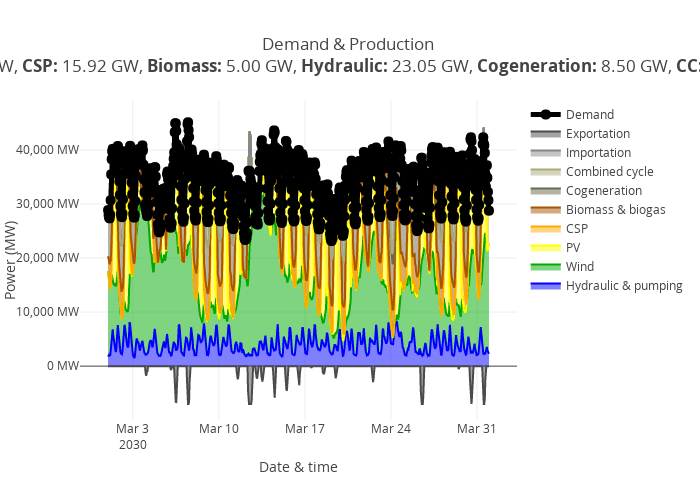 Demand & Production
W, CSP: 15.92 GW, Biomass: 5.00 GW, Hydraulic: 23.05 GW, Cogeneration: 8.50 GW, CC:
Demand
Exportation
Importation
Combined cycle
Cogeneration
Biomass & biogas
CSP
PV
Wind
Hydraulic & pumping
Power (MW)
40,000 MW
30,000 MW
20,000 MW
10,000 MW
0 MW
Mar 3
2030
Mar 10
Mar 17
Mar 24
Mar 31
Date & time